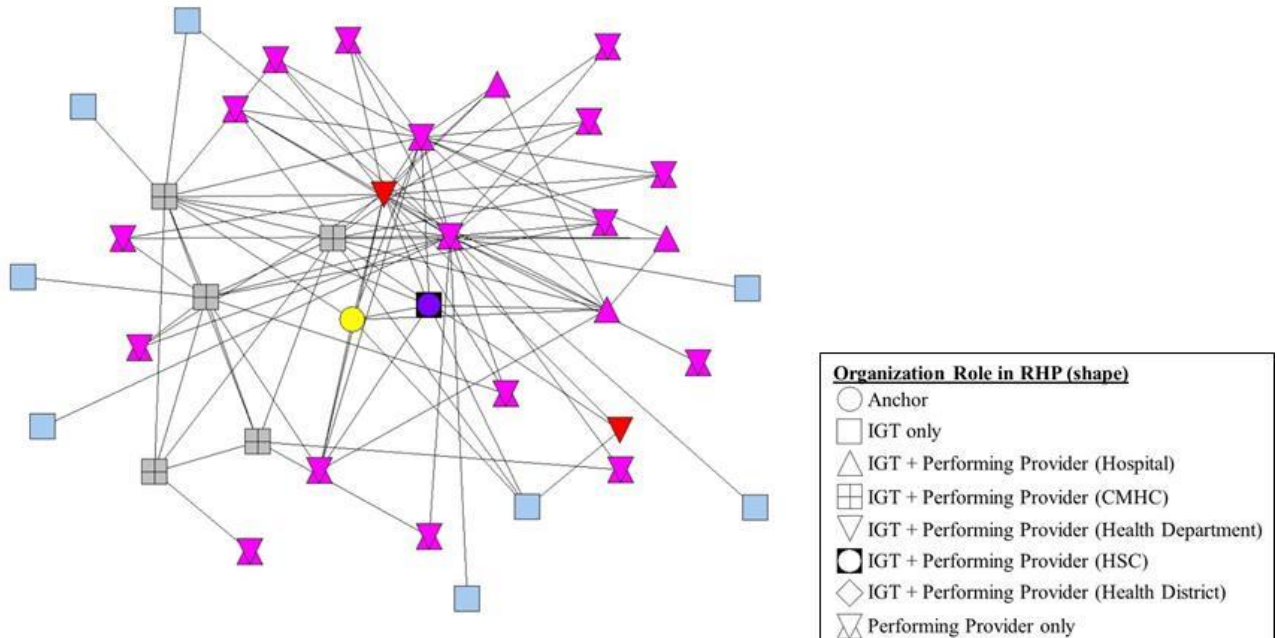 Organization Role in RHP (shape)
Anchor
IGT only
IGT + Performing Provider (Hospital)
IGT + Performing Provider (CMHC)
IGT + Performing Provider (Health Department)
IGT + Performing Provider (HSC)
IGT + Performing Provider (Health District)
Performing Provider only